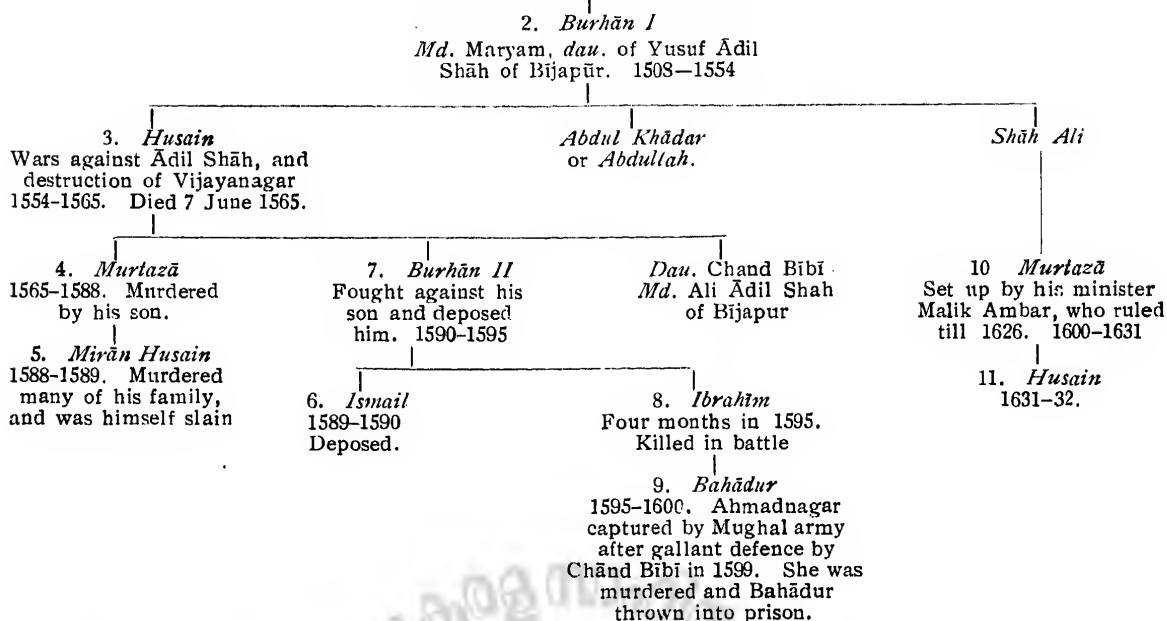 2. Burhān I
Md. Maryam, dau. of Yusuf Ādil
Shāh of Bījapūr. 1508—1554
3. Husain
Wars against Ādil Shāh, and
destruction of Vijayanagar
1554-1565. Died 7 June 1565.
Abdul Khādar
or Abdullah.
Shāh Ali
4. Murtazā
1565-1588. Murdered
by his son.
5. Mirān Husain
1588-1589. Murdered
many of his family,
and was himself slain
7. Burhān II
Fought against his
son and deposed
him. 1590-1595
Dau. Chand Bībī
Md. Ali Ādil Shah
of Bījapur
10 Murtazā
Set up by his minister
Malik Ambar, who ruled
till 1626. 1600-1631
11. Husain
1631-32.
6. Ismail
1589-1590
Deposed.
8. Ibrahīm
Four months in 1595.
Killed in battle
9. Bahādur
1595-1600. Ahmadnagar
captured by Mughal army
after gallant defence by
Chānd Bībī in 1599. She was
murdered and Bahādur
thrown into prison.